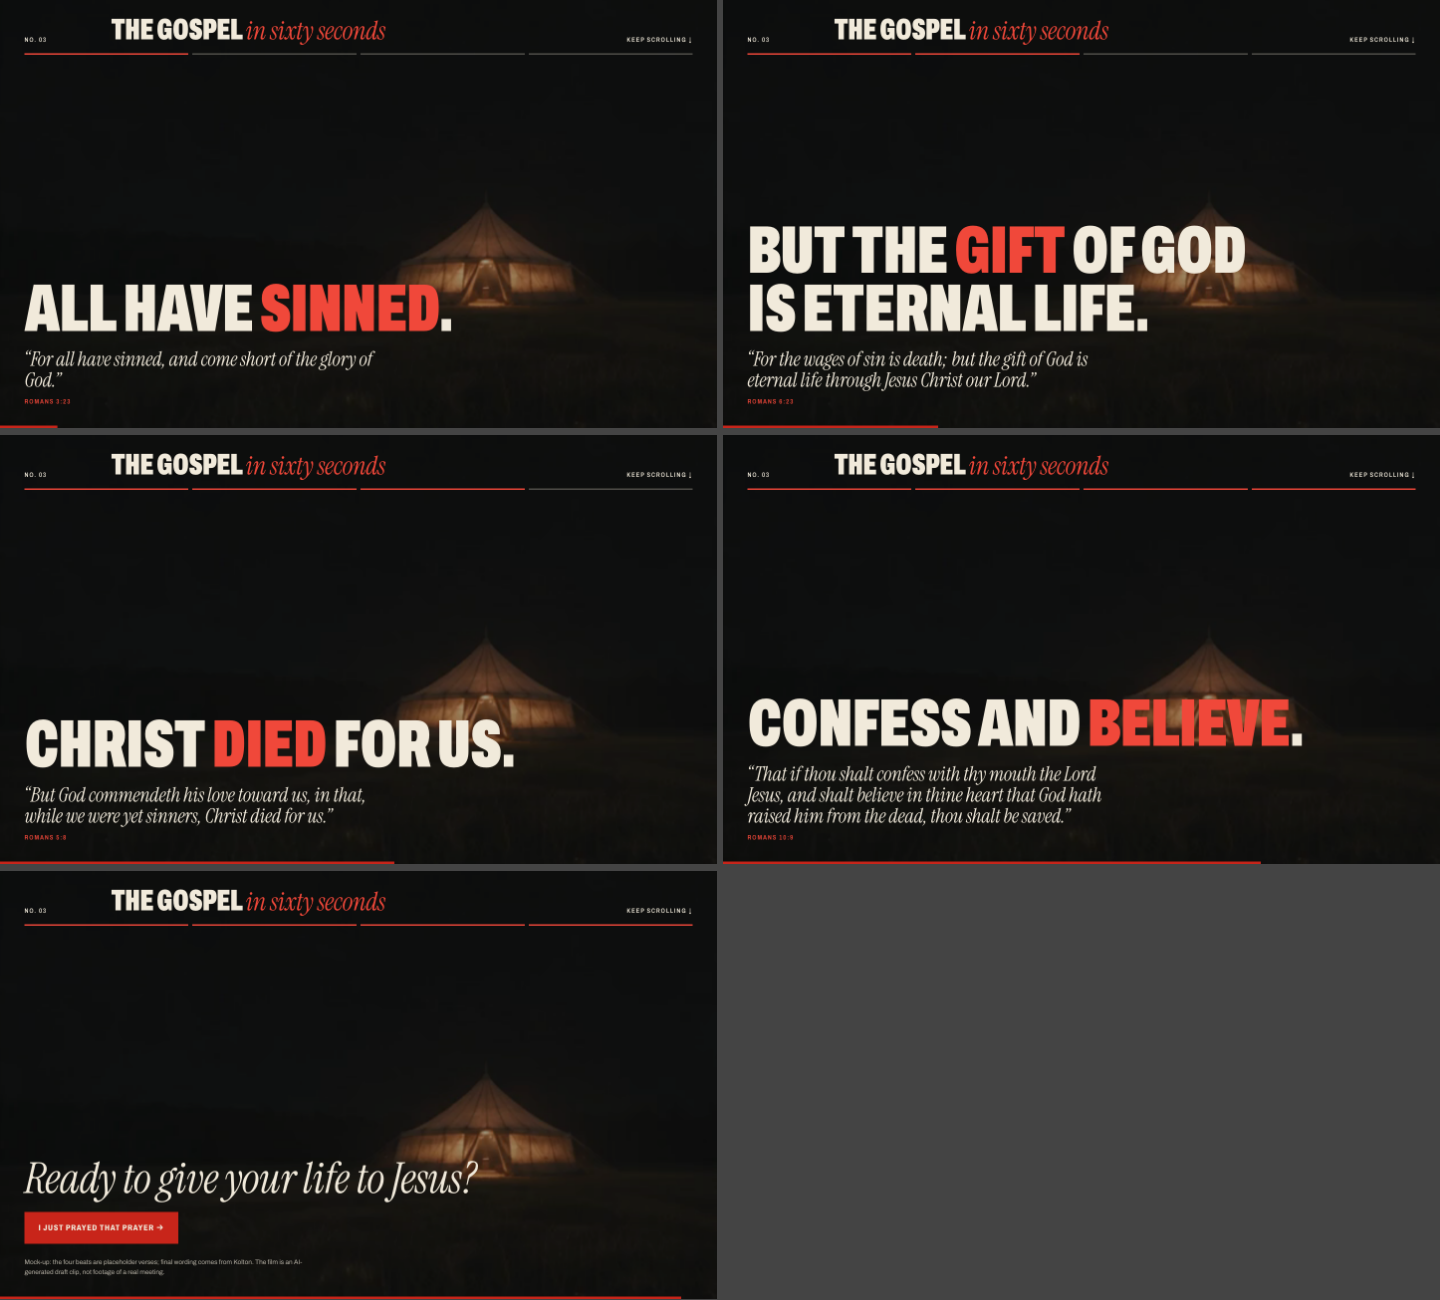 NO. 03
THE GOSPEL in sixty seconds
KEEP SCROLLING ↓
ALL HAVE SINNED.
“For all have sinned, and come short of the glory of
God.”
ROMANS 3:23
NO. 03
THE GOSPEL in sixty seconds
KEEP SCROLLING ↓
BUT THE GIFT OF GOD
IS ETERNAL LIFE.
“For the wages of sin is death; but the gift of God is
eternal life through Jesus Christ our Lord.”
ROMANS 6:23
NO. 03
THE GOSPEL in sixty seconds
KEEP SCROLLING ↓
CHRIST DIED FOR US.
“But God commendeth his love toward us, in that,
while we were yet sinners, Christ died for us.”
ROMANS 5:8
NO. 03
THE GOSPEL in sixty seconds
KEEP SCROLLING ↓
CONFESS AND BELIEVE.
“That if thou shalt confess with thy mouth the Lord
Jesus, and shalt believe in thine heart that God hath
raised him from the dead, thou shalt be saved.”
ROMANS 10:9
NO. 03
THE GOSPEL in sixty seconds
KEEP SCROLLING ↓
Ready to give your life to Jesus?
I JUST PRAYED THAT PRAYER →
Mock-up: the four beats are placeholder verses; final wording comes from Kolton. The film is an AI-
generated draft clip, not footage of a real meeting.